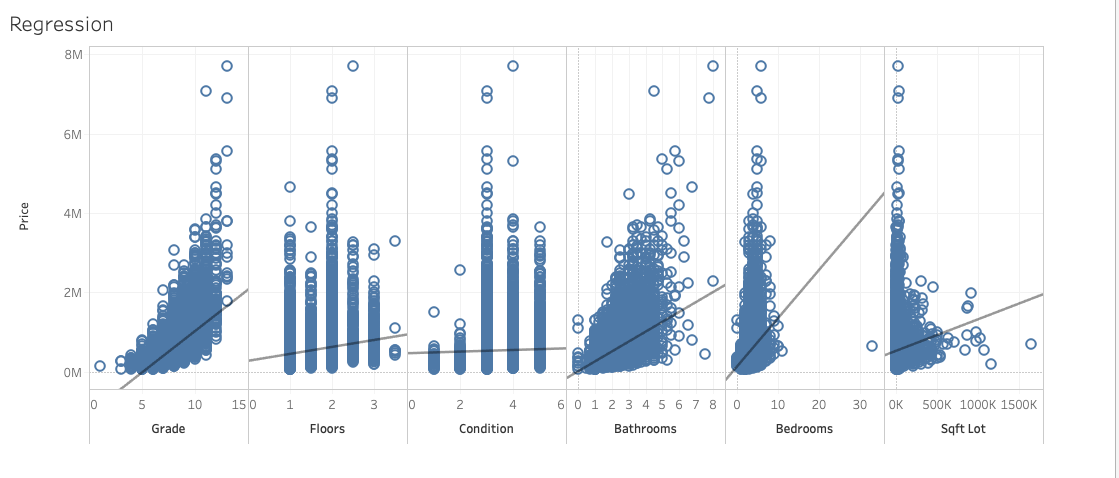 Regression
8M
6M
4M
2M
0M
Price
0 5 10 15 0 1 2 3 0 2 4 6 0 1 2 3 4 5 6 7 8 0 10 20 30 0K 500K 1000K 1500K
Grade Floors Condition Bathrooms Bedrooms Sqft Lot